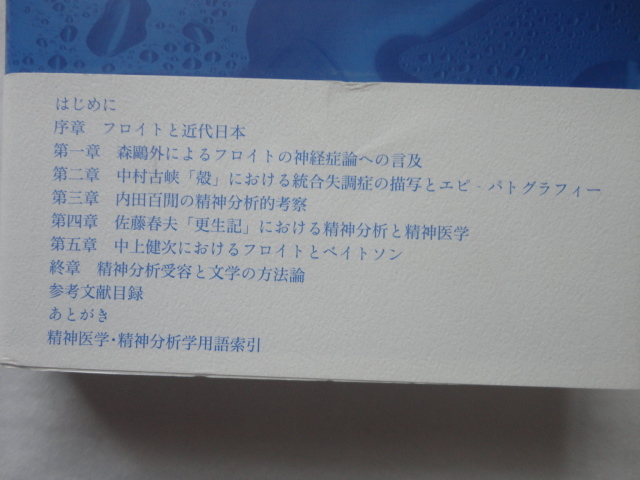 はじめに
序章　フロイトと近代日本
第一章　森鷗外によるフロイトの神経症論への言及
第二章　中村古峡「殻」における統合失調症の描写とエピ‐パトグラフィー
第三章　内田百閒の精神分析的考察
第四章　佐藤春夫「更生記」における精神分析と精神医学
第五章　中上健次におけるフロイトとベイトソン
終章　精神分析受容と文学の方法論
参考文献目録
あとがき
精神医学・精神分析学用語索引